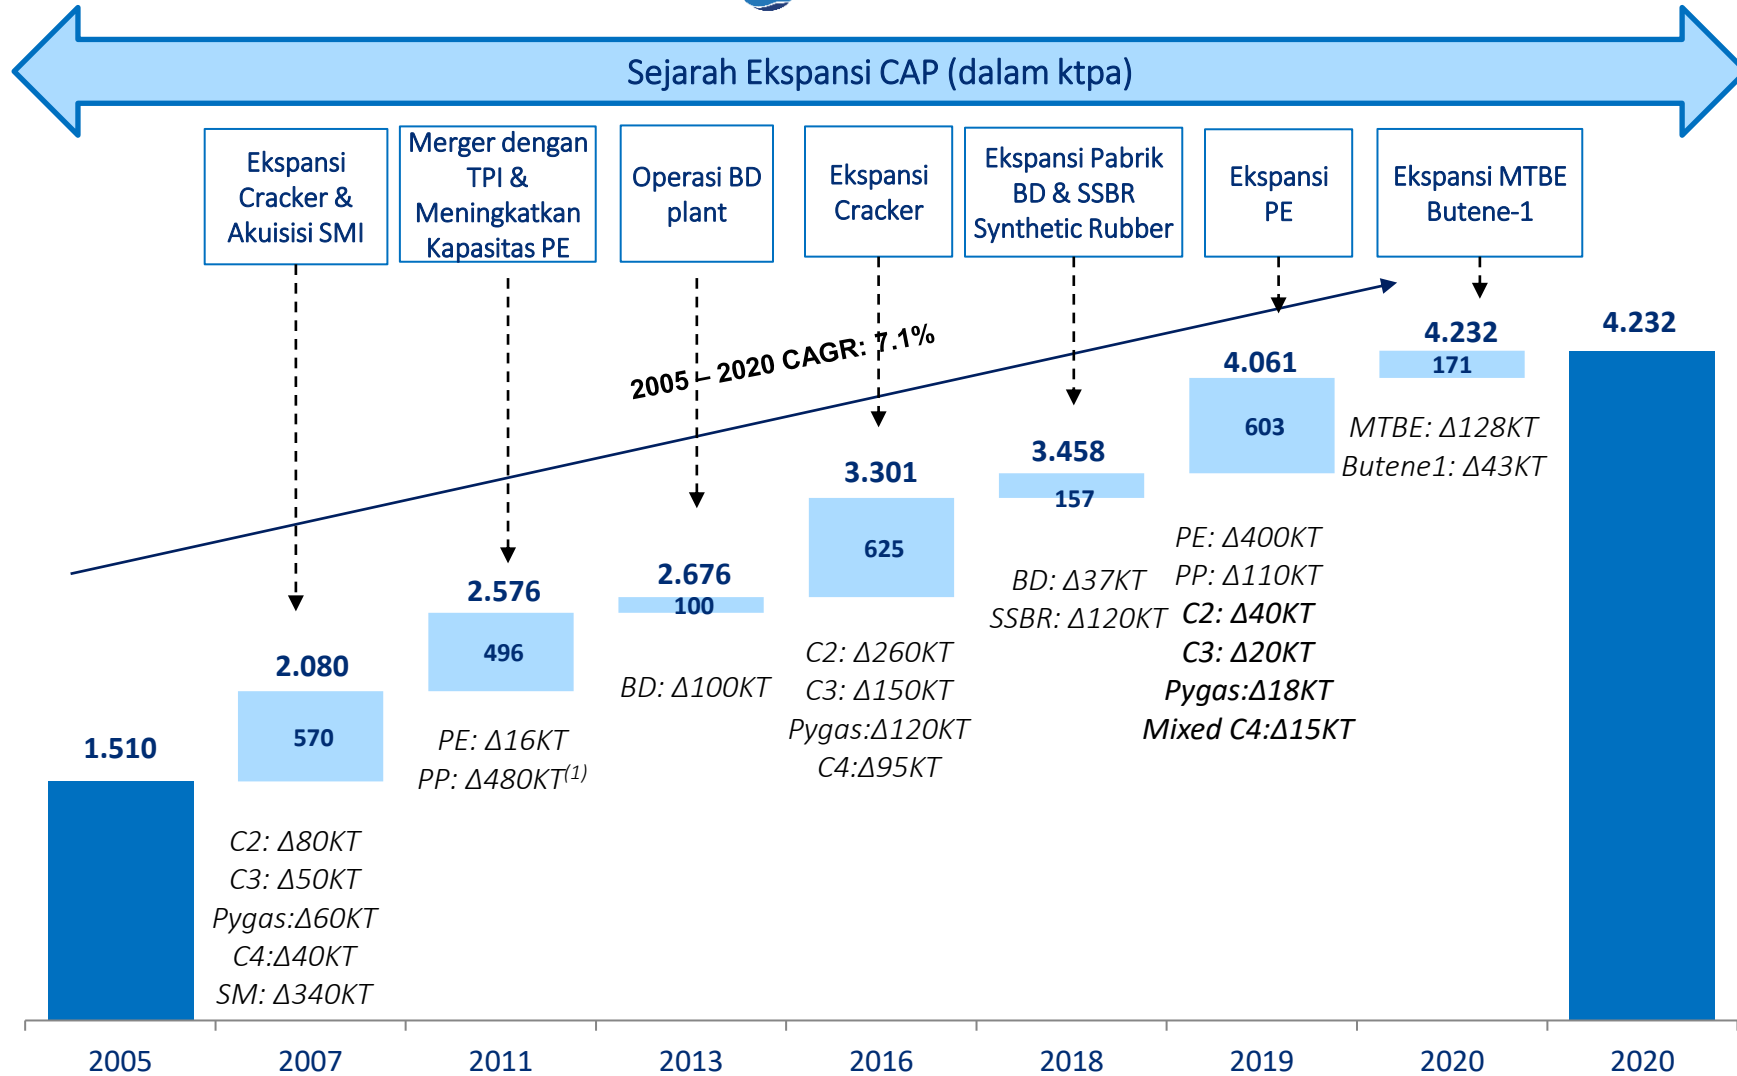 Sejarah Ekspansi CAP (dalam ktpa)
Ekspansi
Cracker &
Akuisisi SMI
Merger dengan
TPI &
Meningkatkan
Kapasitas PE
Operasi BD
plant
Ekspansi
Cracker
Ekspansi Pabrik
BD & SSBR
Synthetic Rubber
Ekspansi
PE
Ekspansi MTBE
Butene-1
2005 – 2020 CAGR: 7.1%
1.510
2.080
570
C2: Δ80KT
C3: Δ50KT
Pygas:Δ60KT
C4:Δ40KT
SM: Δ340KT
2.576
496
PE: Δ16KT
PP: Δ480KT(1)
2.676
100
BD: Δ100KT
3.301
625
C2: Δ260KT
C3: Δ150KT
Pygas:Δ120KT
C4:Δ95KT
3.458
157
BD: Δ37KT
SSBR: Δ120KT
4.061
603
PE: Δ400KT
PP: Δ110KT
C2: Δ40KT
C3: Δ20KT
Pygas:Δ18KT
Mixed C4:Δ15KT
4.232
171
MTBE: Δ128KT
Butene1: Δ43KT
4.232
2005
2007
2011
2013
2016
2018
2019
2020
2020